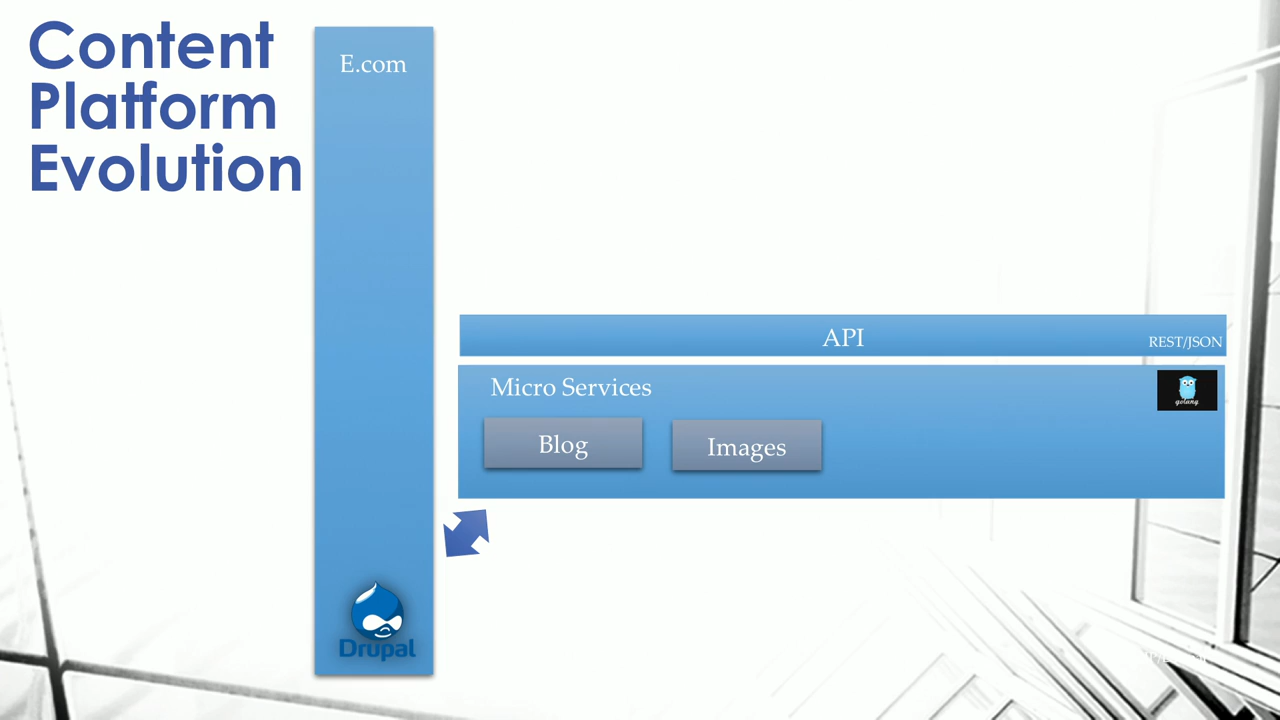 Content
Platform
Evolution
E.com
API
REST/JSON
Micro Services
golang
Blog
Images
Drupal